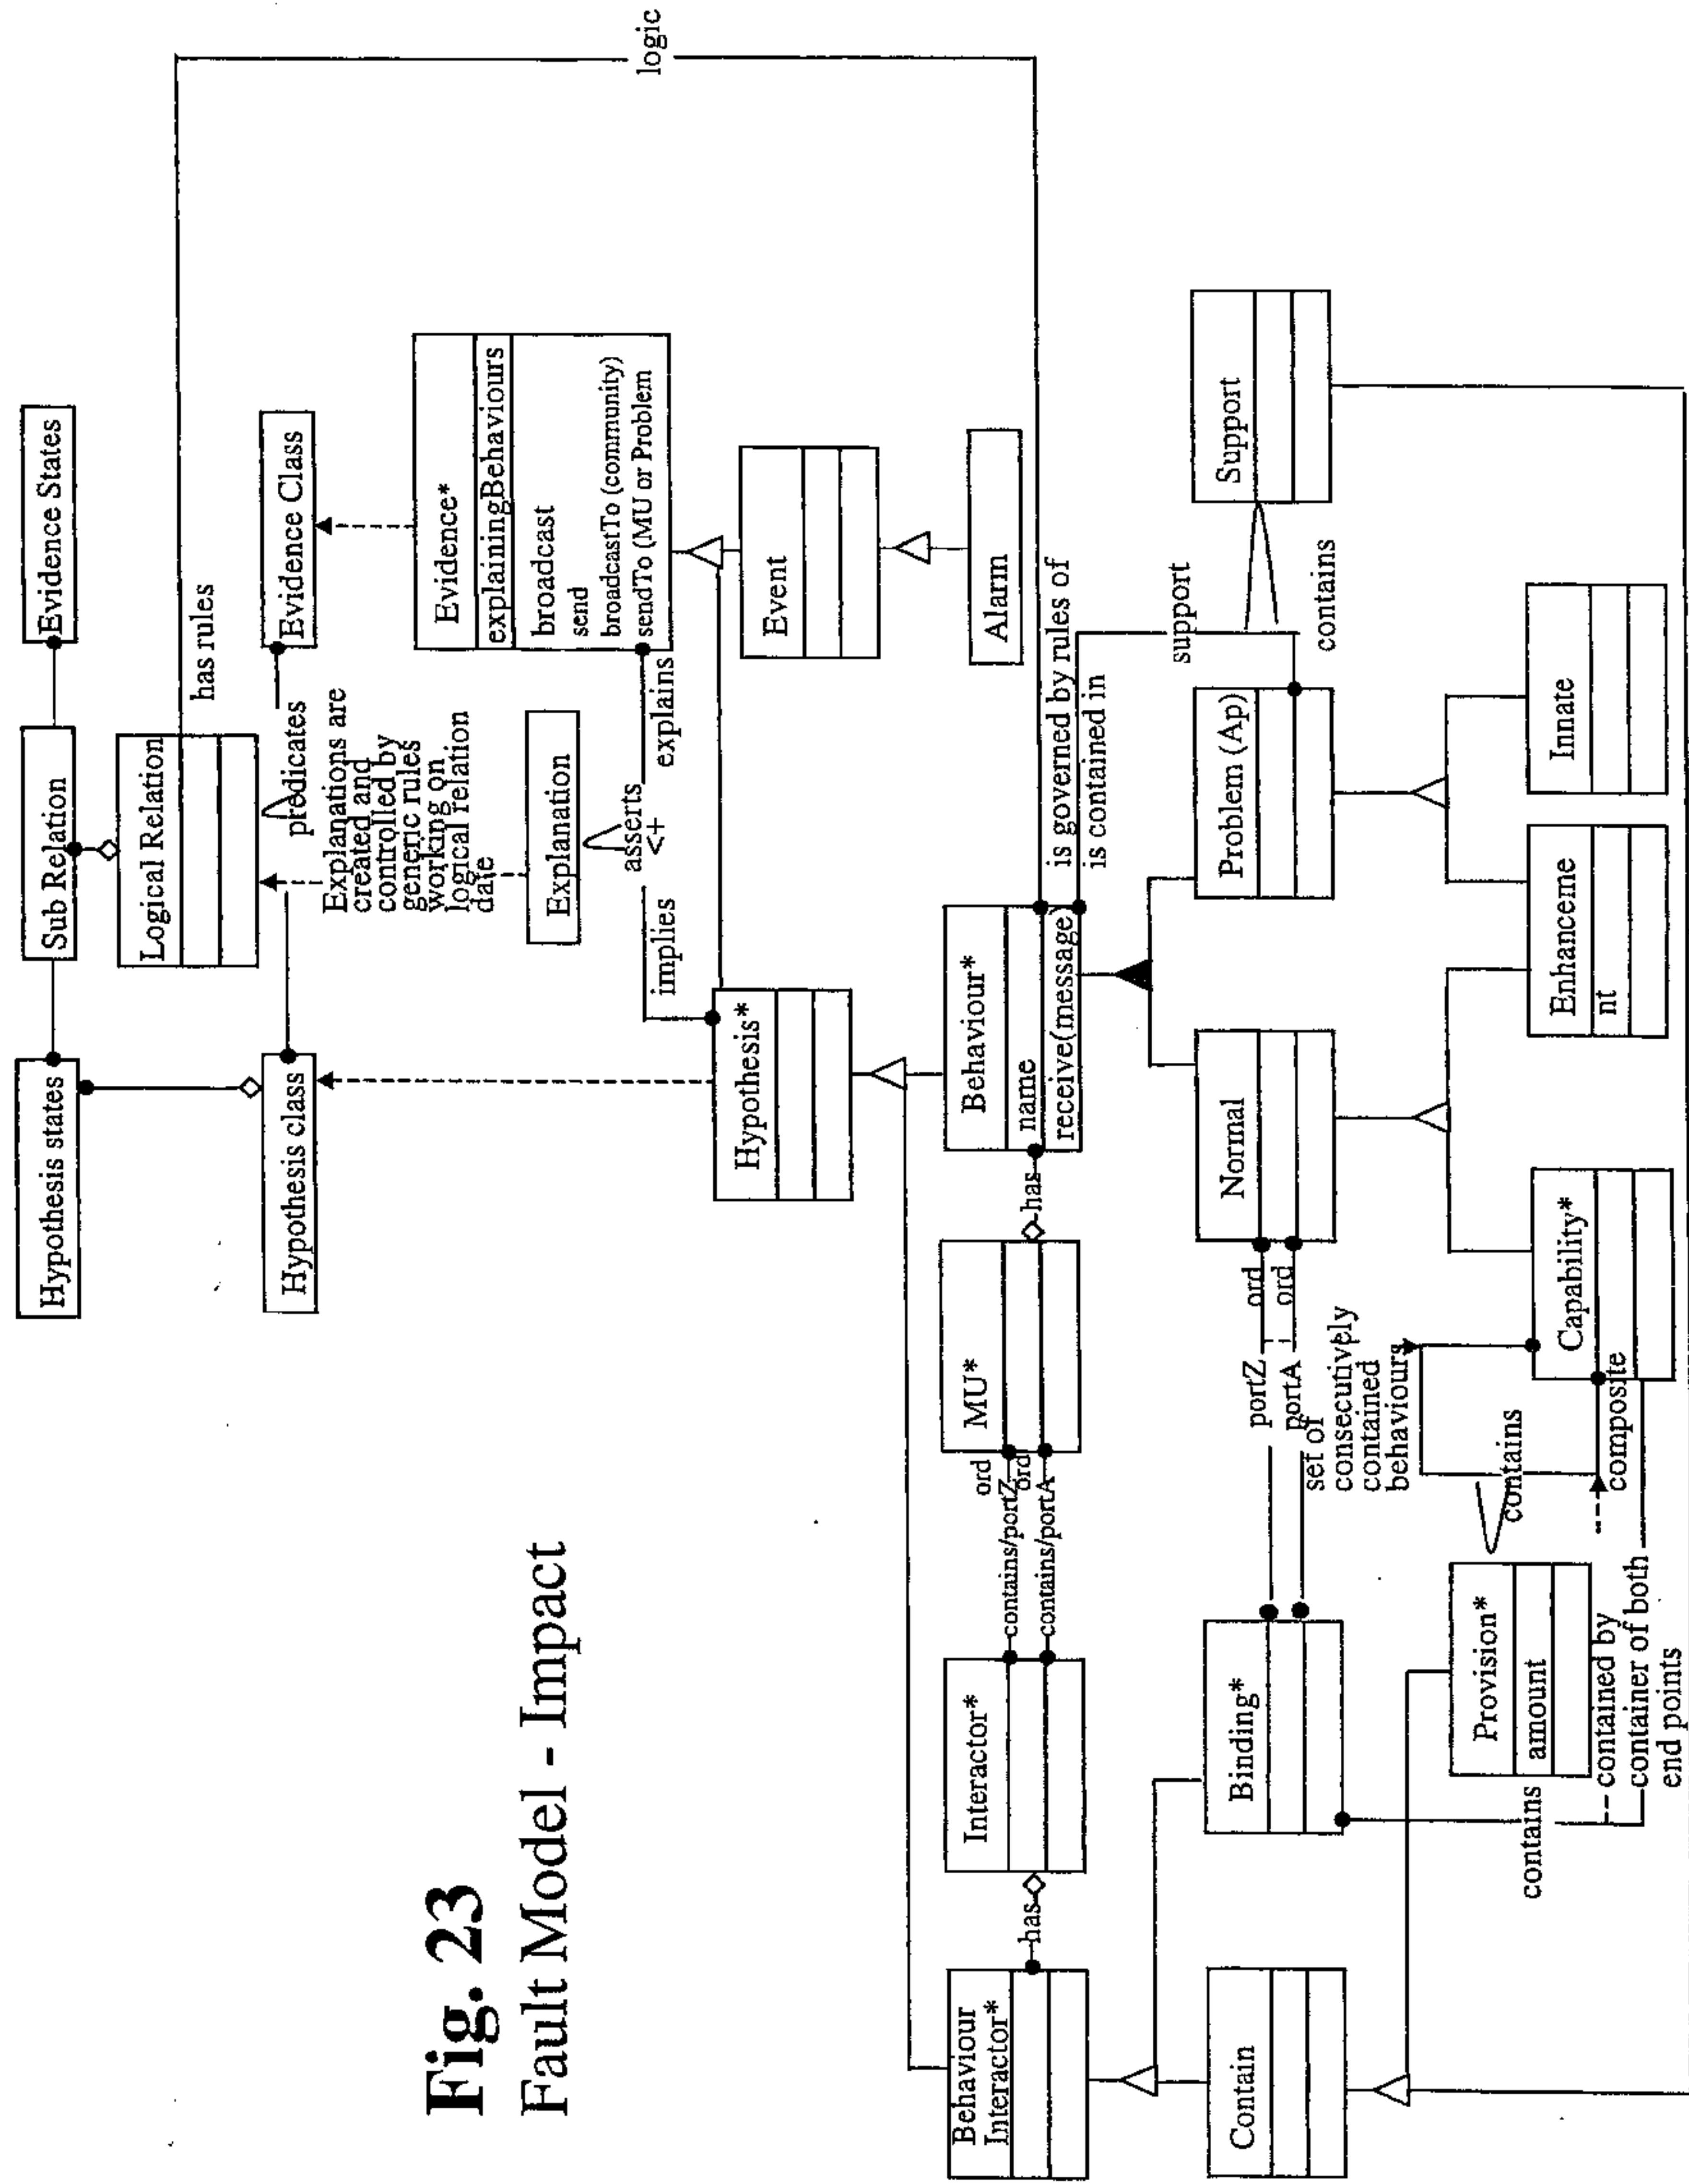 Fig. 23
Fault Model - Impact
Hypothesis states
Sub Relation
Evidence States
Logical Relation
has rules
logic
Hypothesis class
predicates
Evidence Class
Explanations are
created and
controlled by
generic rules
working on
logical relation
date
Evidence*
explainingBehaviours
broadcast
send
broadcastTo (community)
sendTo (MU or Problem
Explanation
implies
asserts
<+
explains
Hypothesis*
Event
Alarm
Behaviour
Interactor*
has
Interactor*
contains/portZ
contains/portA
ord
ord
MU*
has
Behaviour*
name
receive(message)
is governed by rules of
is contained in
support
contains
Support
Contain
Binding*
portZ
portA
ord
ord
set of
consecutively
contained
behaviours
Normal
Problem (Ap)
Provision*
amount
contains
composite
Capability*
Enhanceme
nt
Innate
contains
contained by
container of both
end points